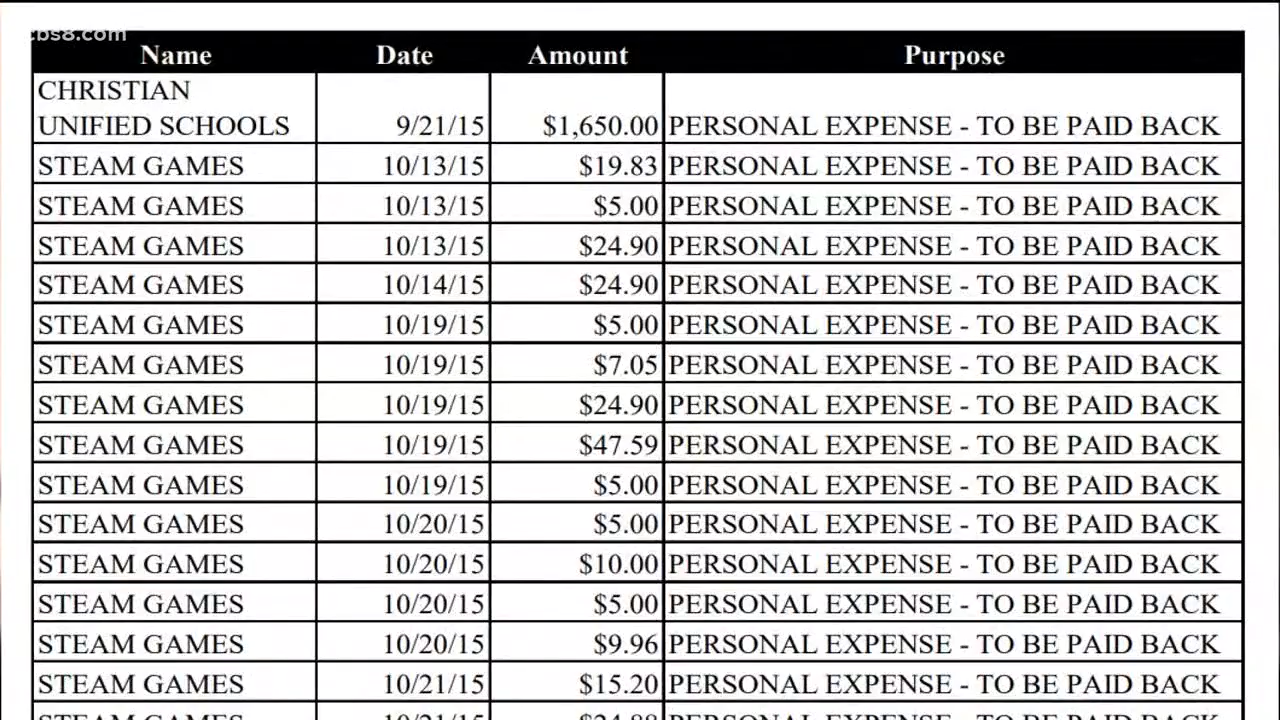 cbs8.com
Name Date Amount Purpose
CHRISTIAN
UNIFIED SCHOOLS 9/21/15 $1,650.00 PERSONAL EXPENSE - TO BE PAID BACK
STEAM GAMES 10/13/15 $19.83 PERSONAL EXPENSE - TO BE PAID BACK
STEAM GAMES 10/13/15 $5.00 PERSONAL EXPENSE - TO BE PAID BACK
STEAM GAMES 10/13/15 $24.90 PERSONAL EXPENSE - TO BE PAID BACK
STEAM GAMES 10/14/15 $24.90 PERSONAL EXPENSE - TO BE PAID BACK
STEAM GAMES 10/19/15 $5.00 PERSONAL EXPENSE - TO BE PAID BACK
STEAM GAMES 10/19/15 $7.05 PERSONAL EXPENSE - TO BE PAID BACK
STEAM GAMES 10/19/15 $24.90 PERSONAL EXPENSE - TO BE PAID BACK
STEAM GAMES 10/19/15 $47.59 PERSONAL EXPENSE - TO BE PAID BACK
STEAM GAMES 10/19/15 $5.00 PERSONAL EXPENSE - TO BE PAID BACK
STEAM GAMES 10/20/15 $5.00 PERSONAL EXPENSE - TO BE PAID BACK
STEAM GAMES 10/20/15 $10.00 PERSONAL EXPENSE - TO BE PAID BACK
STEAM GAMES 10/20/15 $5.00 PERSONAL EXPENSE - TO BE PAID BACK
STEAM GAMES 10/20/15 $9.96 PERSONAL EXPENSE - TO BE PAID BACK
STEAM GAMES 10/21/15 $15.20 PERSONAL EXPENSE - TO BE PAID BACK